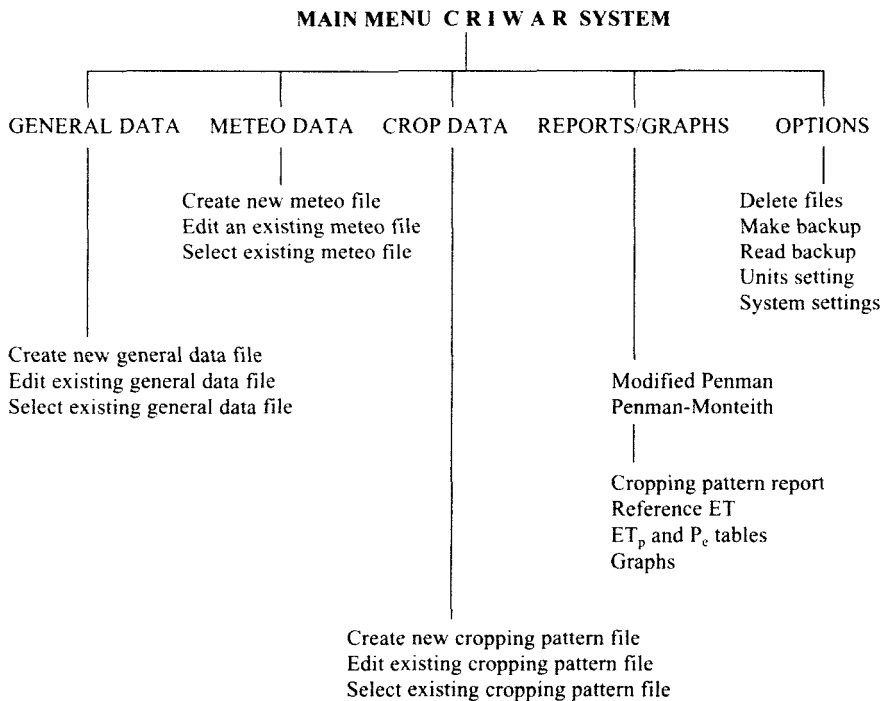 MAIN MENU C R I W A R SYSTEM
GENERAL DATA METEO DATA CROP DATA REPORTS/GRAPHS OPTIONS
Create new meteo file
Edit an existing meteo file
Select existing meteo file
Delete files
Make backup
Read backup
Units setting
System settings
Create new general data file
Edit existing general data file
Select existing general data file
Modified Penman
Penman-Monteith
Cropping pattern report
Reference ET
ETp and Pe tables
Graphs
Create new cropping pattern file
Edit existing cropping pattern file
Select existing cropping pattern file